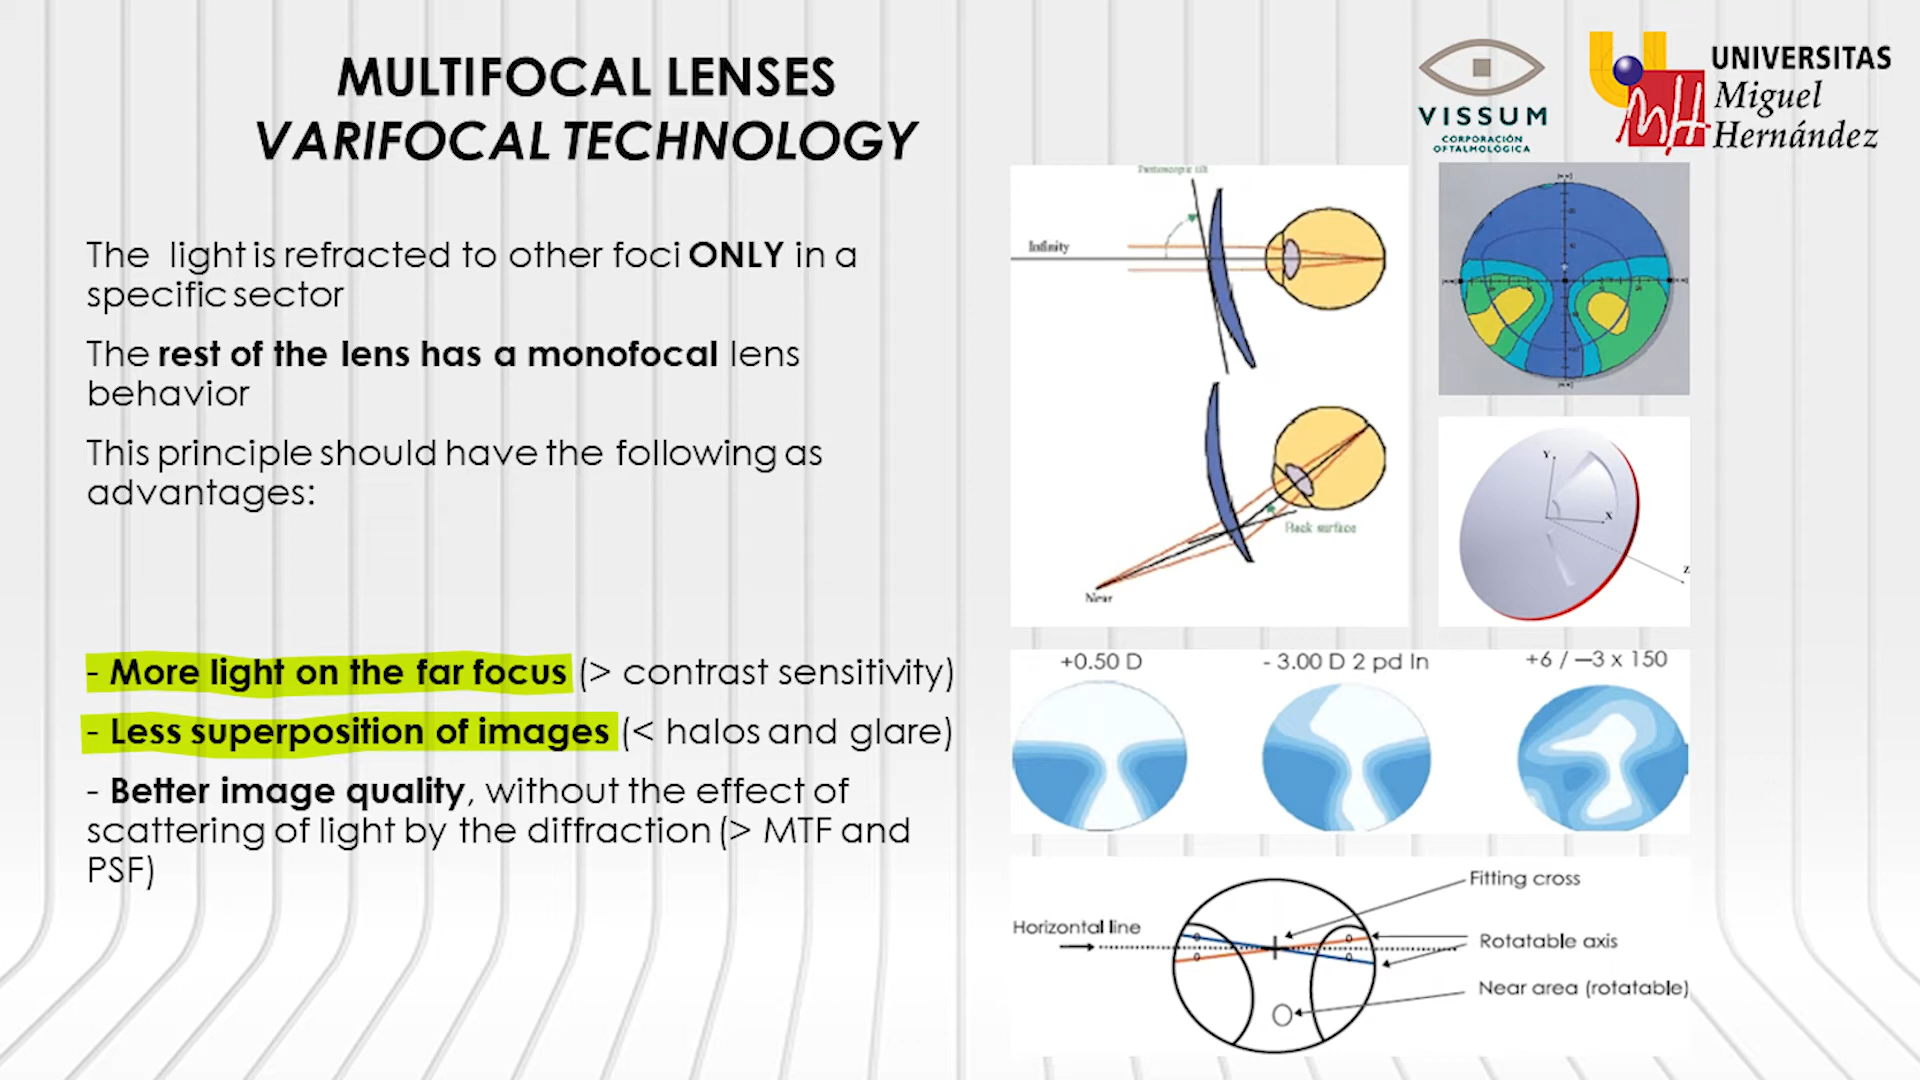 MULTIFOCAL LENSES
VARIFOCAL TECHNOLOGY
VISSUM
CORPORACIÓN
OFTALMOLÓGICA
UNIVERSITAS
Miguel
Hernández
The light is refracted to other foci ONLY in a
specific sector
The rest of the lens has a monofocal lens
behavior
This principle should have the following as
advantages:
- More light on the far focus (> contrast sensitivity)
- Less superposition of images (< halos and glare)
- Better image quality, without the effect of
scattering of light by the diffraction (> MTF and
PSF)
Pantoscopic tilt
Infinity
Back surface
Near
Y
X
Z
+0.50 D
- 3.00 D 2 pd In
+6 / –3 x 150
Fitting cross
Horizontal line
Rotatable axis
Near area (rotatable)